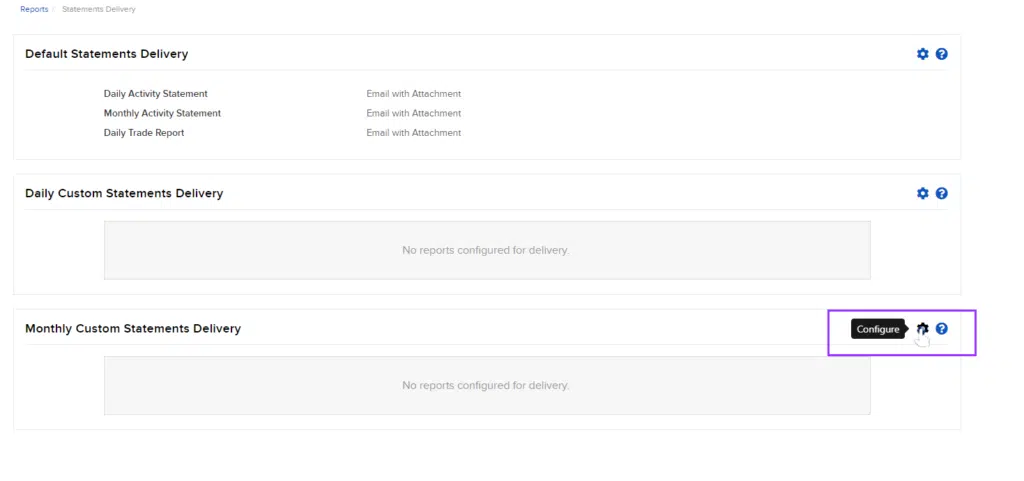 Reports / Statements Delivery
Default Statements Delivery
Daily Activity Statement Email with Attachment
Monthly Activity Statement Email with Attachment
Daily Trade Report Email with Attachment
Daily Custom Statements Delivery
No reports configured for delivery.
Monthly Custom Statements Delivery
Configure
No reports configured for delivery.